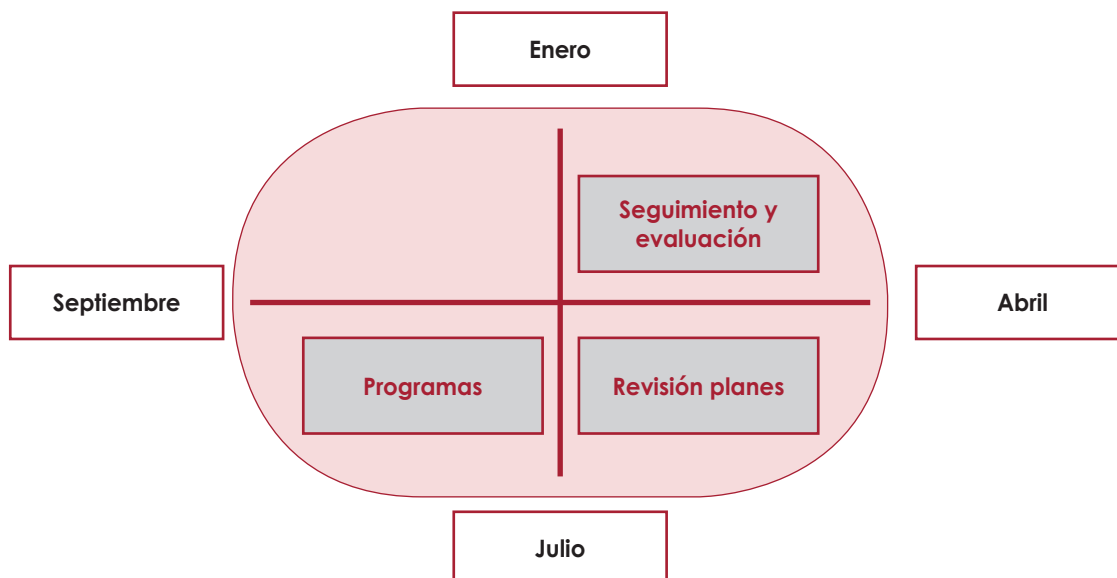 Enero
Seguimiento y
evaluación
Septiembre
Abril
Programas
Revisión planes
Julio